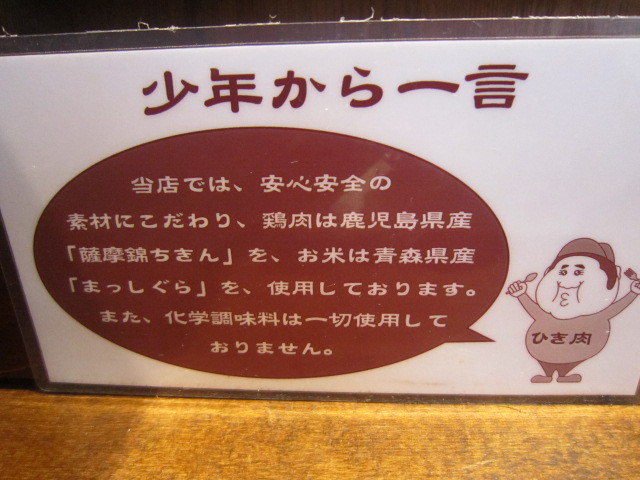 少年から一言
当店では、安心安全の
素材にこだわり、鶏肉は鹿児島県産
「薩摩錦ちきん」を、お米は青森県産
「まっしぐら」を、使用しております。
また、化学調味料は一切使用して
おりません。
ひき肉